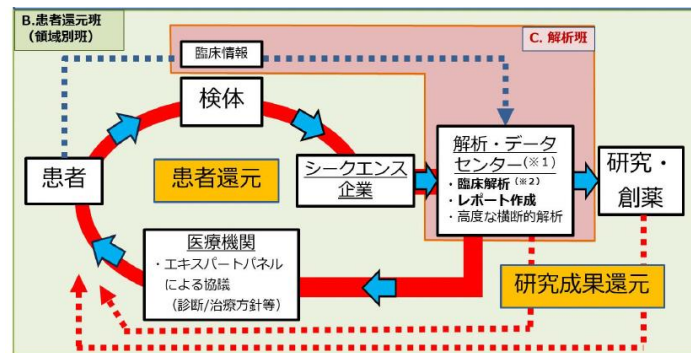 B.患者還元班
（領域別班）
臨床情報
C. 解析班
検体
解析・データ
センター(※1)
・臨床解析(※2)
・レポート作成
・高度な横断的解析
シークエンス
企業
研究・
創薬
患者
患者還元
医療機関
・エキスパートパネル
による協議
（診断/治療方針等）
研究成果還元